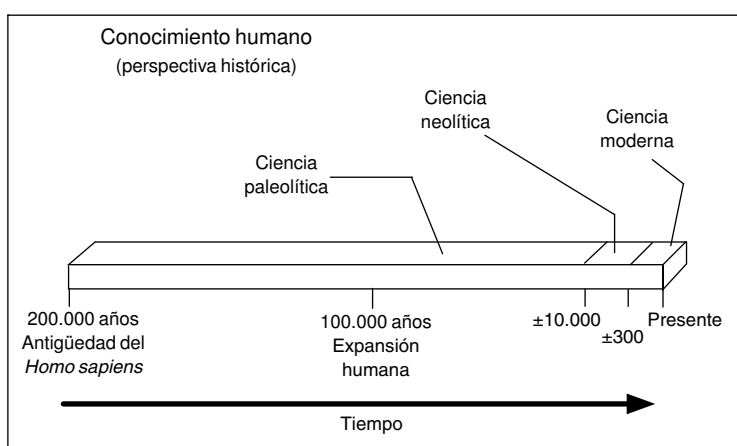 Conocimiento humano
(perspectiva histórica)
Ciencia
neolítica
Ciencia
moderna
Ciencia
paleolítica
200.000 años
Antigüedad del
Homo sapiens
100.000 años
Expansión
humana
±10.000
±300
Presente
Tiempo